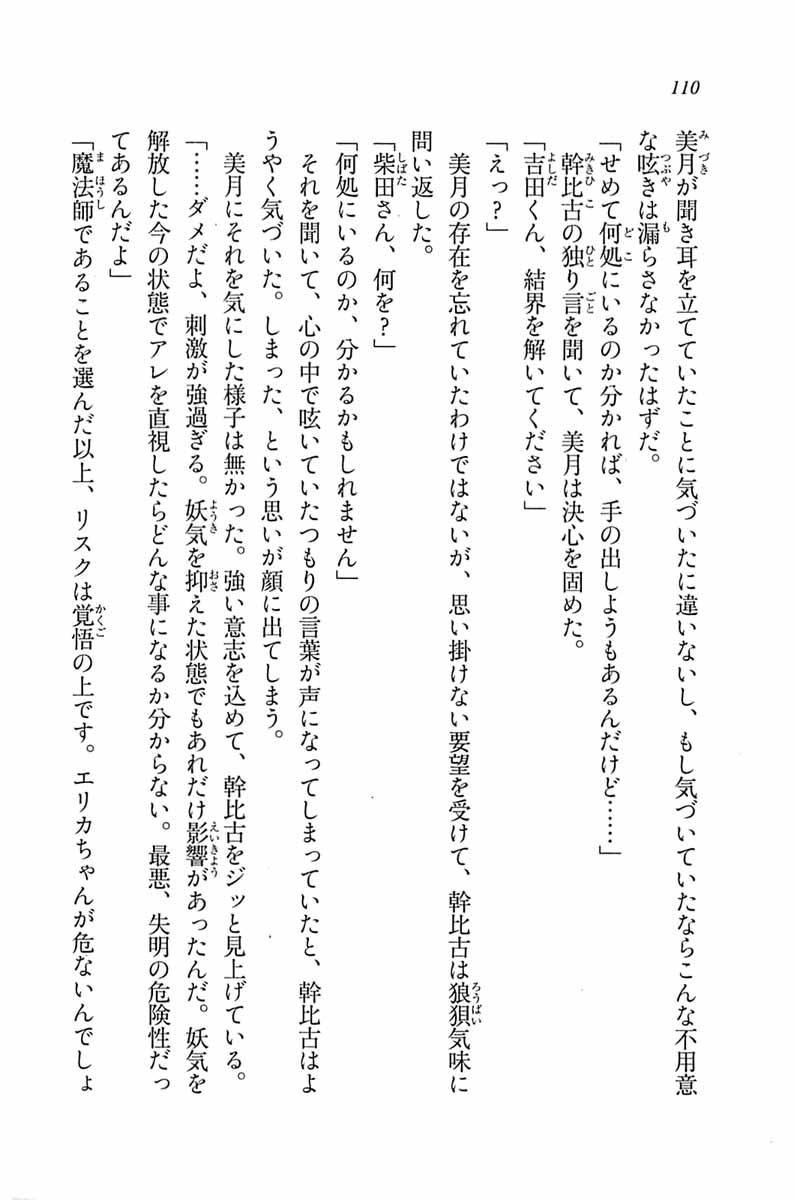 110
美月が聞き耳を立てていたことに気づいたに違いないし、もし気づいていたならこんな不用意
な呟きは漏らさなかったはずだ。
「せめて何処にいるのか分かれば、手の出しようもあるんだけど……」
幹比古の独り言を聞いて、美月は決心を固めた。
「吉田くん、結界を解いてください」
「えっ？」
美月の存在を忘れていたわけではないが、思い掛けない要望を受けて、幹比古は狼狽気味に
問い返した。
「柴田さん、何を？」
「何処にいるのか、分かるかもしれません」
それを聞いて、心の中で呟いていたつもりの言葉が声になってしまっていたと、幹比古はよ
うやく気づいた。しまった、という思いが顔に出てしまう。
美月にそれを気にした様子は無かった。強い意志を込めて、幹比古をジッと見上げている。
「……ダメだよ、刺激が強過ぎる。妖気を抑えた状態でもあれだけ影響があったんだ。妖気を
解放した今の状態でアレを直視したらどんな事になるか分からない。最悪、失明の危険性だっ
てあるんだよ」
「魔法師であることを選んだ以上、リスクは覚悟の上です。エリカちゃんが危ないんでしょ